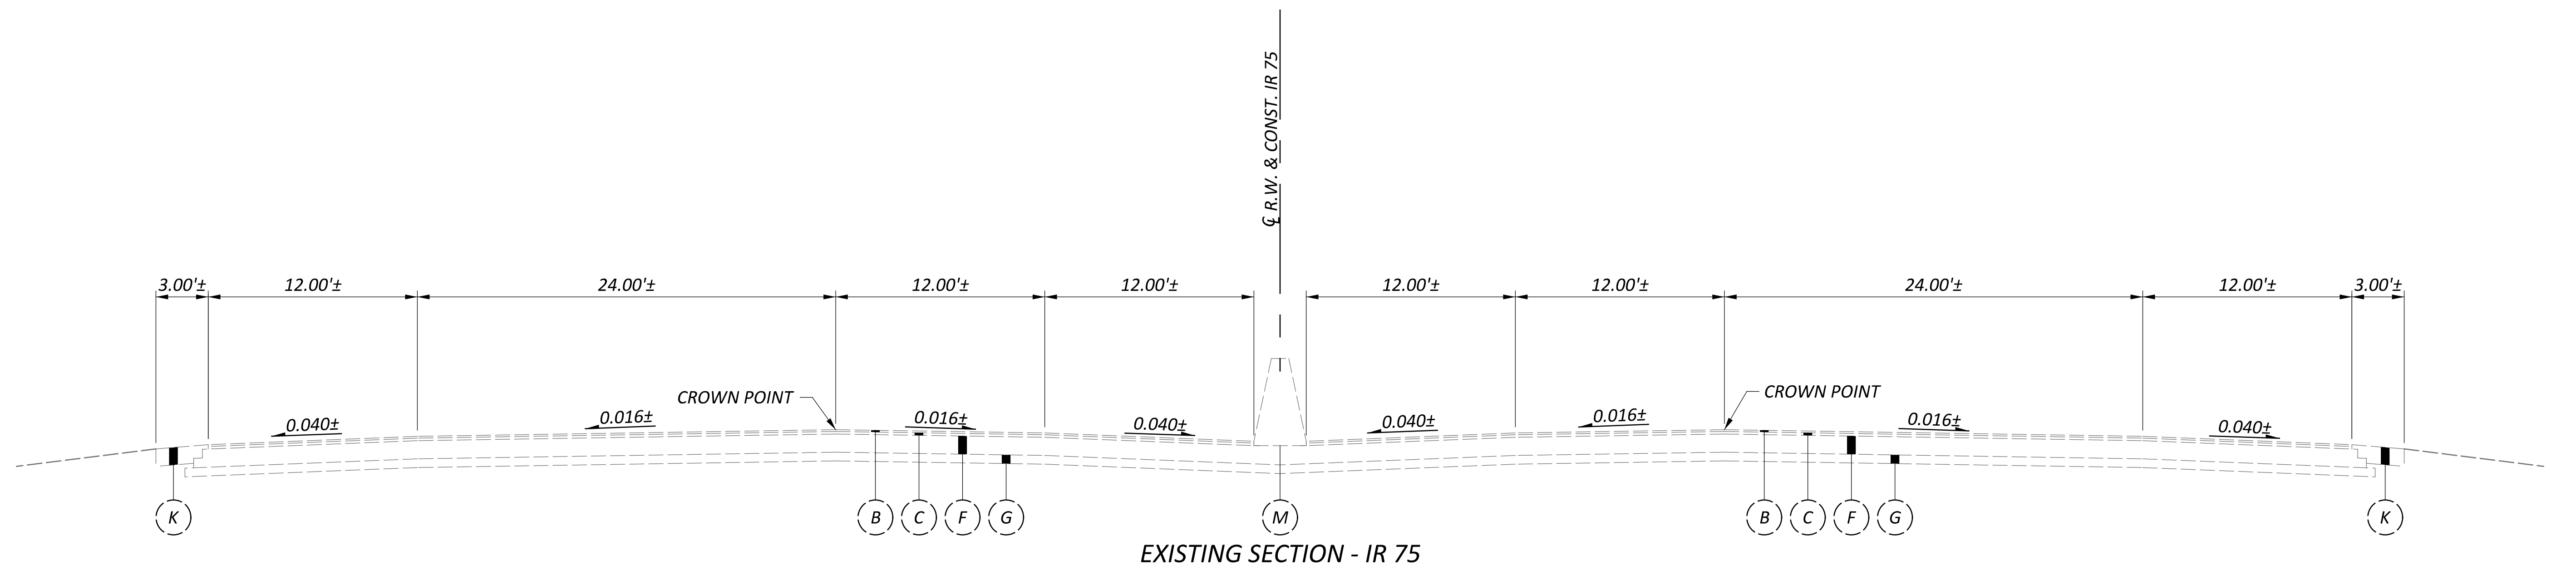 ℄ R.W. & CONST. IR 75
3.00'± 12.00'± 24.00'± 12.00'± 12.00'± 12.00'± 12.00'± 24.00'± 12.00'± 3.00'±
CROWN POINT CROWN POINT
0.040± 0.016± 0.016± 0.040± 0.040± 0.016± 0.016± 0.040±
K B C F G M B C F G K
EXISTING SECTION - IR 75